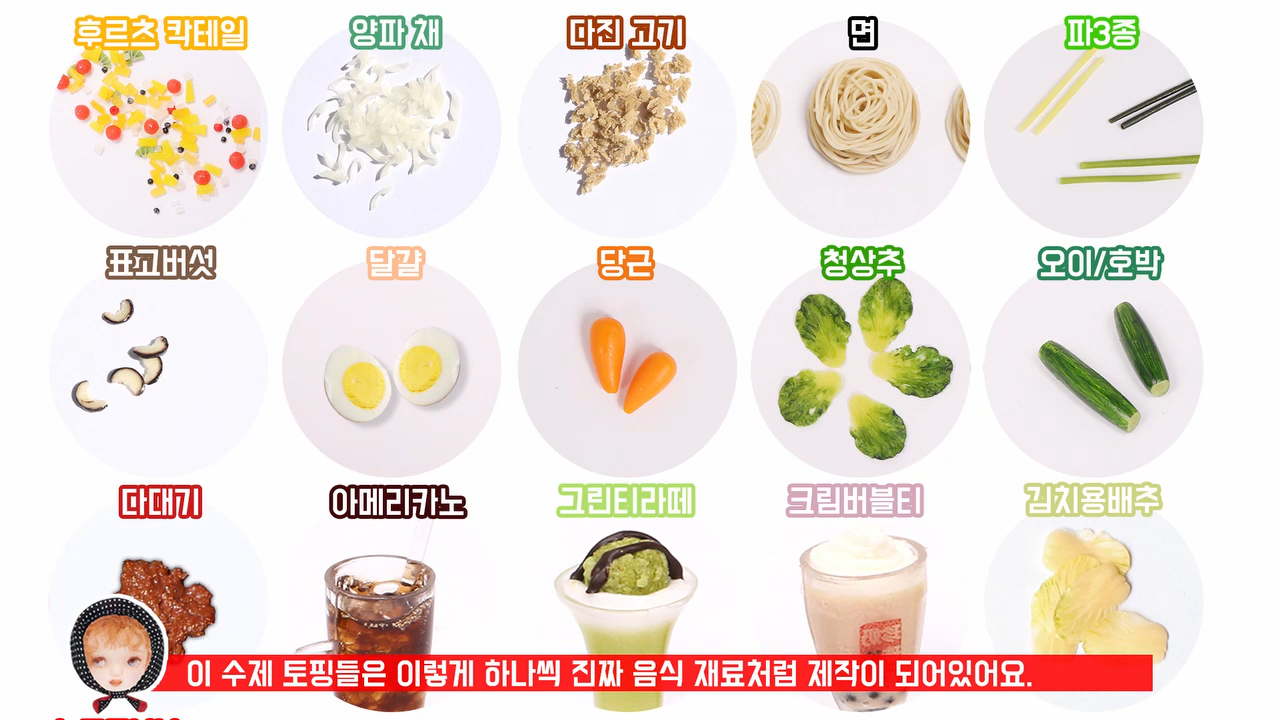 후르츠 칵테일
양파 채
다진 고기
면
파3종
표고버섯
달걀
당근
청상추
오이/호박
다대기
아메리카노
그린티라떼
크림버블티
김치용배추
이 수제 토핑들은 이렇게 하나씩 진짜 음식 재료처럼 제작이 되어있어요.